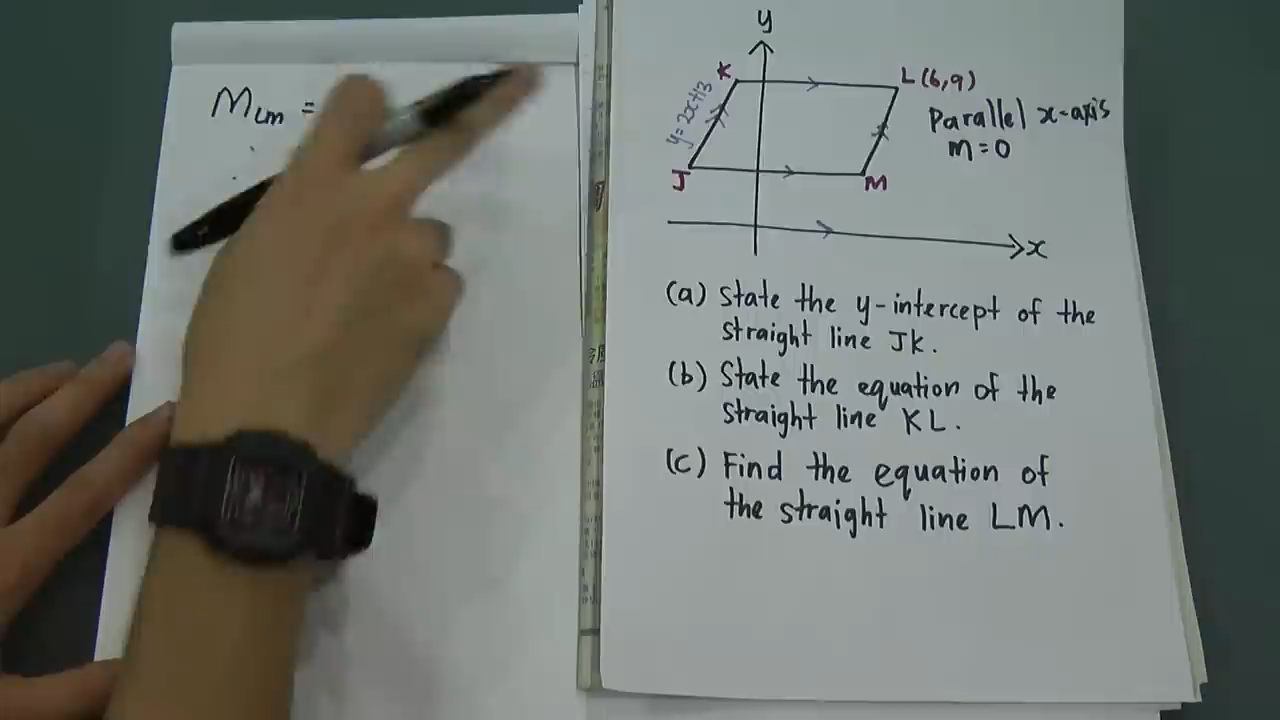 MLM =
y
K
L (6,9)
y=2x+13
Parallel x-axis
m=0
J
M
x
(a) State the y-intercept of the
straight line JK.
(b) State the equation of the
straight line KL.
(c) Find the equation of
the straight line LM.